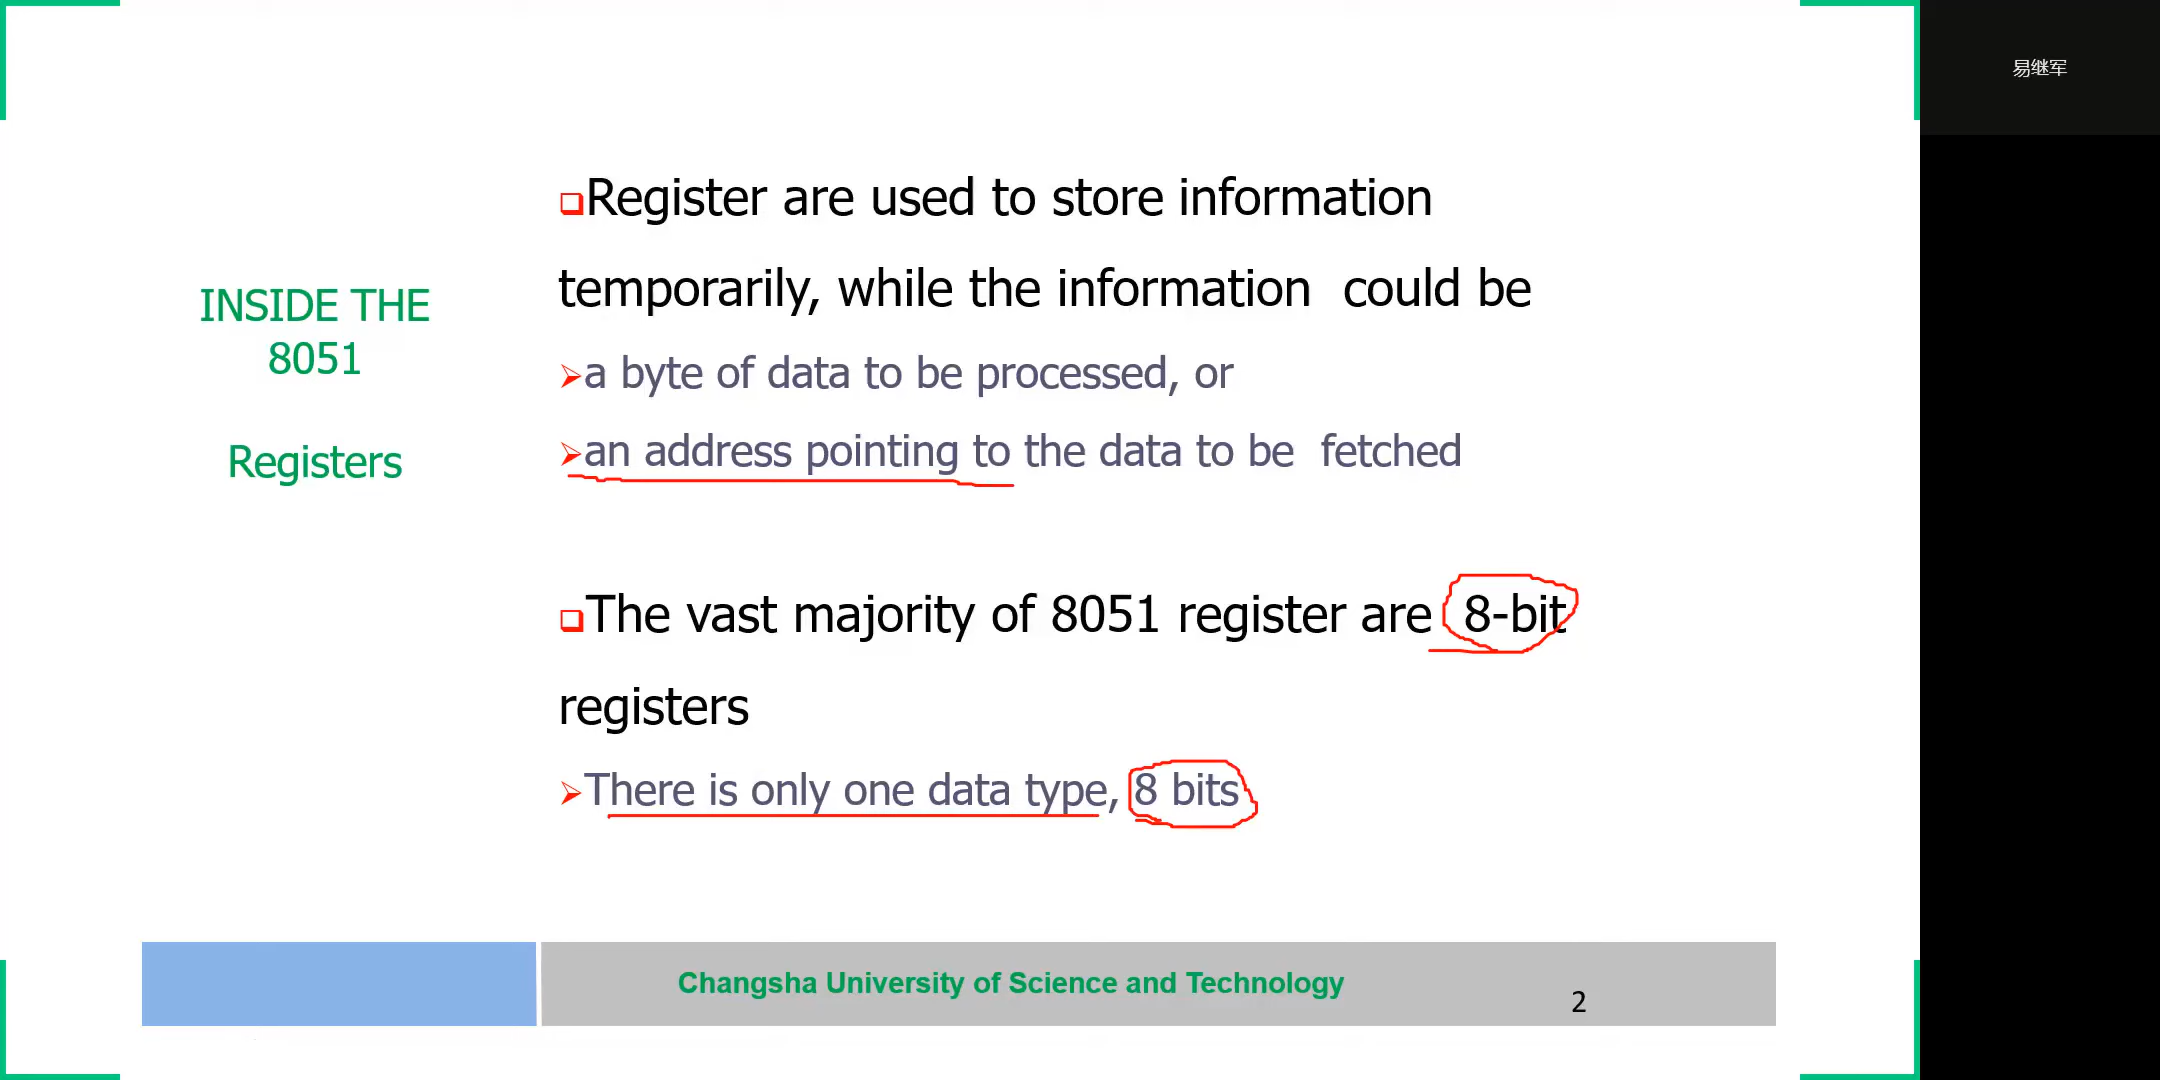 易继军
INSIDE THE
8051
Registers
❑Register are used to store information
temporarily, while the information could be
➢a byte of data to be processed, or
➢an address pointing to the data to be fetched
❑The vast majority of 8051 register are 8-bit
registers
➢There is only one data type, 8 bits
Changsha University of Science and Technology
2